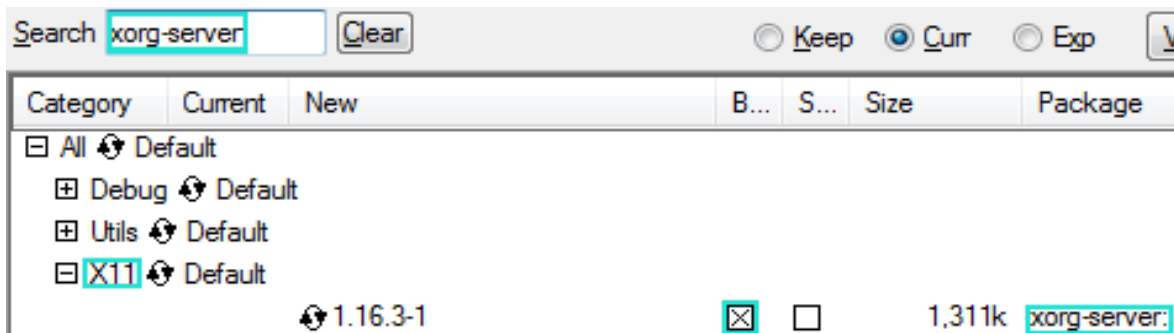 Search xorg-server Clear Keep Curr Exp
Category Current New B... S... Size Package
All Default
Debug Default
Utils Default
X11 Default
1.16.3-1 1,311k xorg-server: